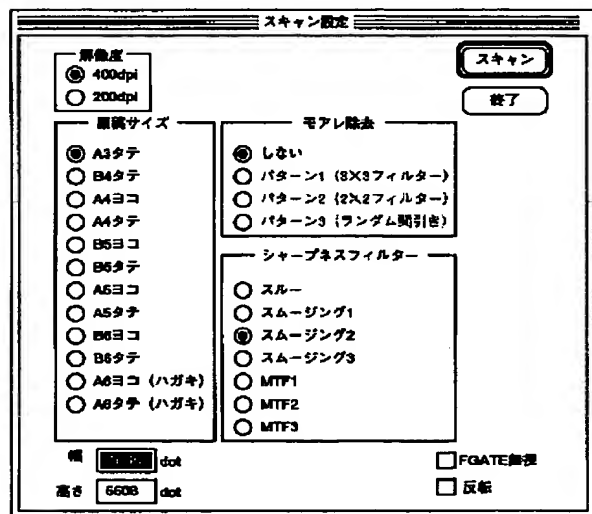 スキャン設定
解像度
400dpi
200dpi
スキャン
終了
原稿サイズ
A3タテ
B4タテ
A4ヨコ
A4タテ
B5ヨコ
B5タテ
A5ヨコ
A5タテ
B6ヨコ
B6タテ
A6ヨコ (ハガキ)
A6タテ (ハガキ)
モアレ除去
しない
パターン1 (3×3フィルター)
パターン2 (2×2フィルター)
パターン3 (ランダム間引き)
シャープネスフィルター
スルー
スムージング1
スムージング2
スムージング3
MTF1
MTF2
MTF3
幅 dot
高さ 6608 dot
FGATE無視
反転